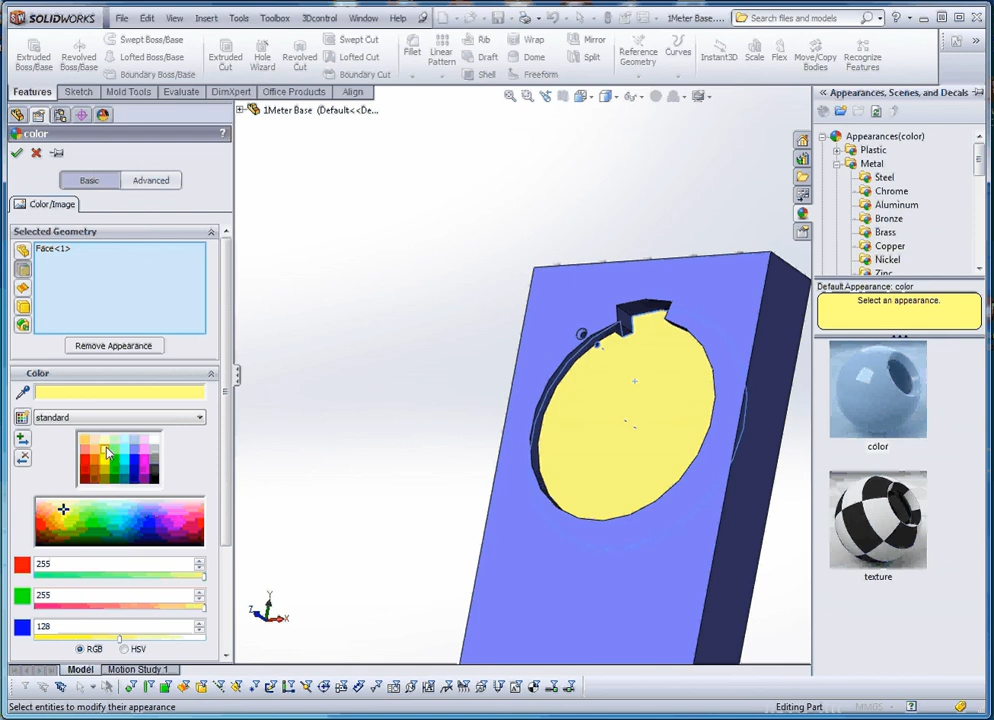 SOLIDWORKS File Edit View Insert Tools Toolbox 3Dcontrol Window Help 1Meter Base.... Search files and models
Extruded Boss/Base
Revolved Boss/Base
Swept Boss/Base
Lofted Boss/Base
Boundary Boss/Base
Extruded Cut
Hole Wizard
Revolved Cut
Swept Cut
Lofted Cut
Boundary Cut
Fillet
Linear Pattern
Rib
Draft
Shell
Wrap
Dome
Freeform
Mirror
Split
Reference Geometry
Curves
Instant3D
Scale
Flex
Move/Copy Bodies
Recognize Features
Features Sketch Mold Tools Evaluate DimXpert Office Products Align
color ?
Basic Advanced
Color/Image
Selected Geometry
Face<1>
Remove Appearance
Color
standard
255
255
128
RGB HSV
1Meter Base (Default<<De...
Y
Z
X
Appearances, Scenes, and Decals
Appearances(color)
Plastic
Metal
Steel
Chrome
Aluminum
Bronze
Brass
Copper
Nickel
Zinc
Default Appearance: color
Select an appearance.
color
texture
Model Motion Study 1
Select entities to modify their appearance Editing Part MMGS